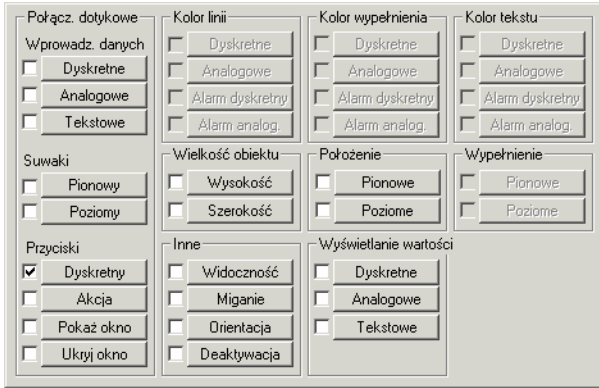 Połącz. dotykowe
Wprowadz. danych
Dyskretne
Analogowe
Tekstowe
Suwaki
Pionowy
Poziomy
Przyciski
Dyskretny
Akcja
Pokaż okno
Ukryj okno
Kolor linii
Dyskretne
Analogowe
Alarm dyskretny
Alarm analog.
Kolor wypełnienia
Dyskretne
Analogowe
Alarm dyskretny
Alarm analog.
Kolor tekstu
Dyskretne
Analogowe
Alarm dyskretny
Alarm analog.
Wielkość obiektu
Wysokość
Szerokość
Położenie
Pionowe
Poziome
Wypełnienie
Pionowe
Poziome
Inne
Widoczność
Miganie
Orientacja
Deaktywacja
Wyświetlanie wartości
Dyskretne
Analogowe
Tekstowe